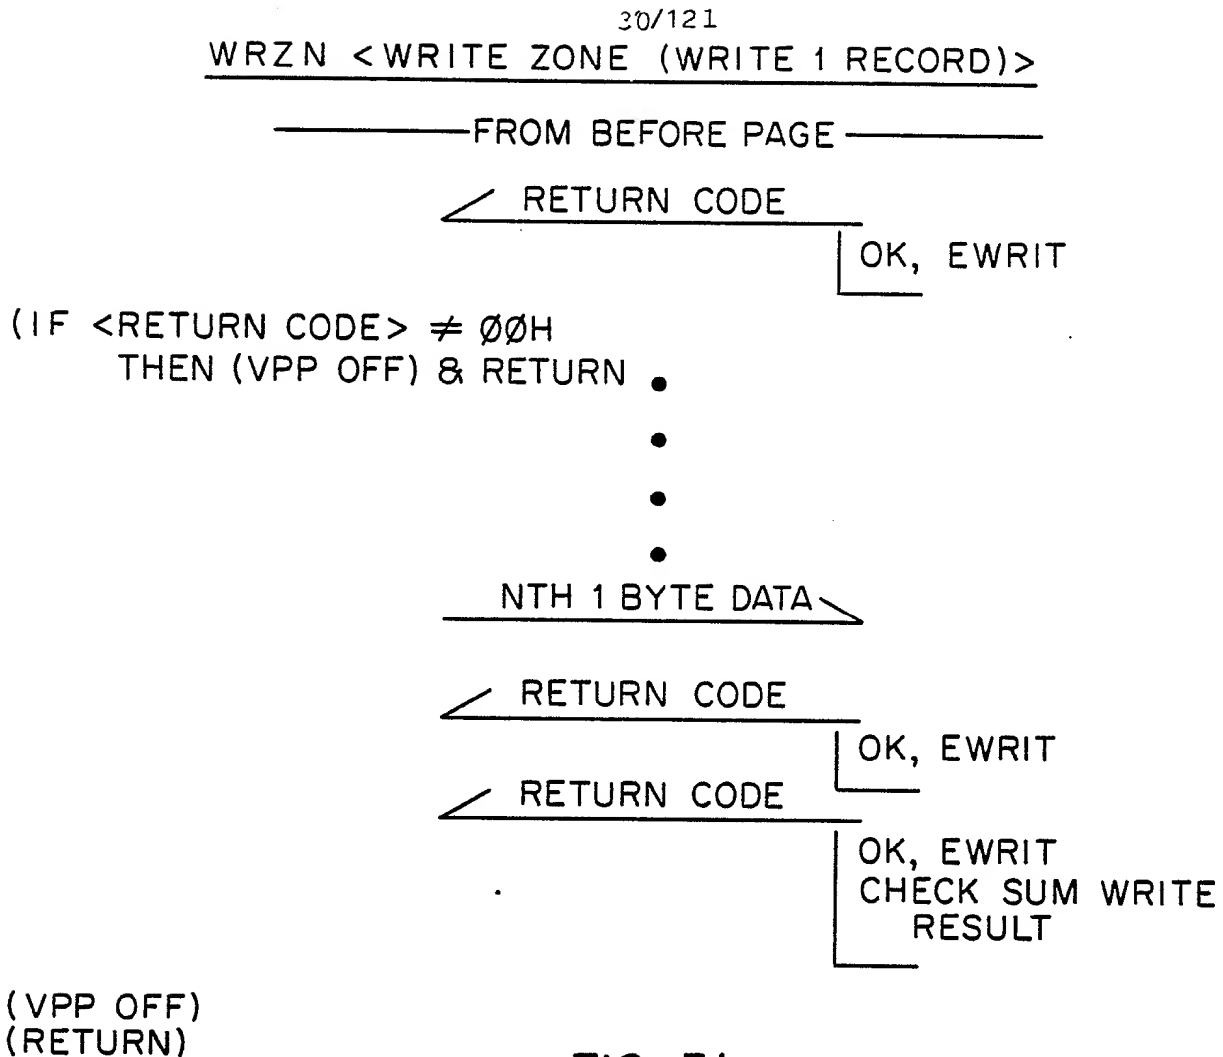 30/121
WRZN <WRITE ZONE (WRITE 1 RECORD)>
FROM BEFORE PAGE
RETURN CODE
OK, EWRIT
(IF <RETURN CODE> ≠ ØØH
THEN (VPP OFF) & RETURN
NTH 1 BYTE DATA
RETURN CODE
OK, EWRIT
RETURN CODE
OK, EWRIT
CHECK SUM WRITE
RESULT
(VPP OFF)
(RETURN)